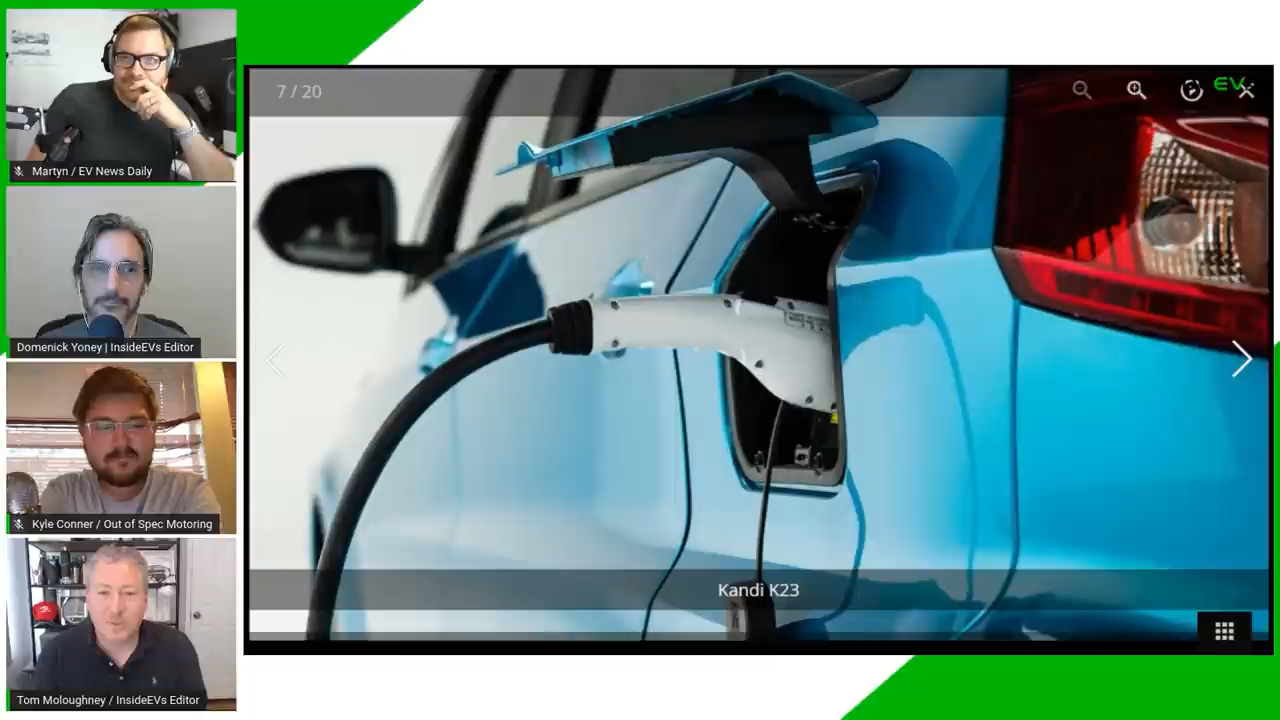 Martyn / EV News Daily
Domenick Yoney | InsideEVs Editor
Kyle Conner / Out of Spec Motoring
Tom Moloughney / InsideEVs Editor
7 / 20
EV
Kandi K23